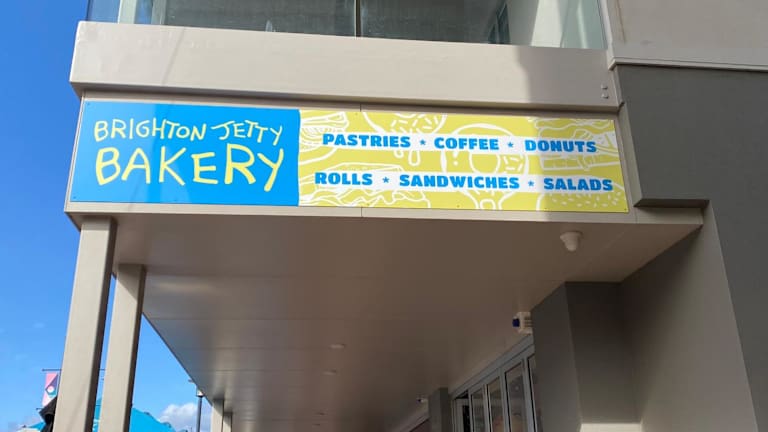 BRIGHTON JETTY
BAKERY
PASTRIES * COFFEE * DONUTS
ROLLS * SANDWICHES * SALADS